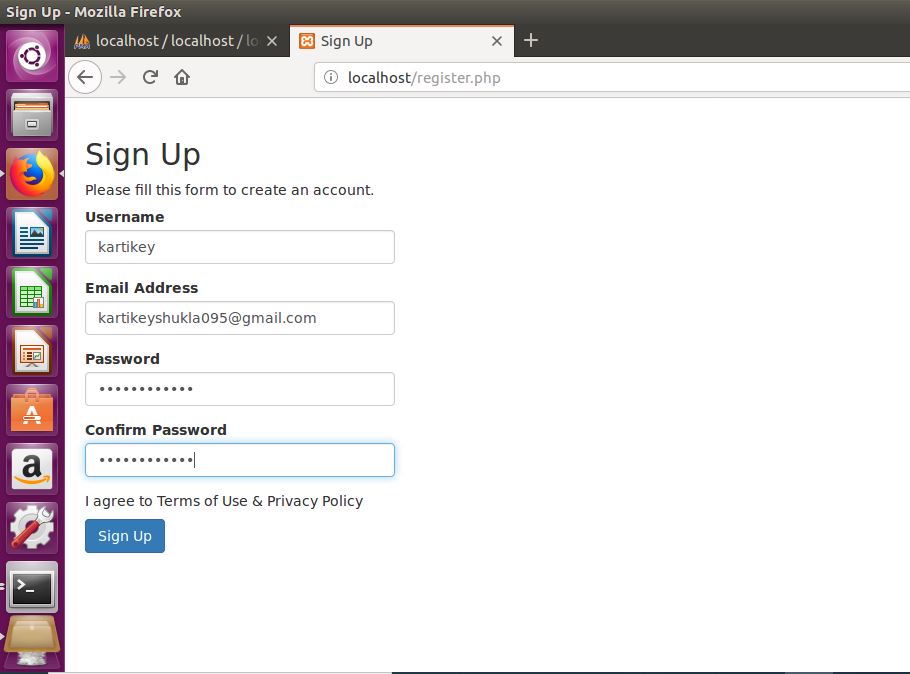 Sign Up - Mozilla Firefox
localhost / localhost / lo
Sign Up
localhost/register.php
Sign Up
Please fill this form to create an account.
Username
kartikey
Email Address
kartikeyshukla095@gmail.com
Password
••••••••••••
Confirm Password
••••••••••••
I agree to Terms of Use & Privacy Policy
Sign Up